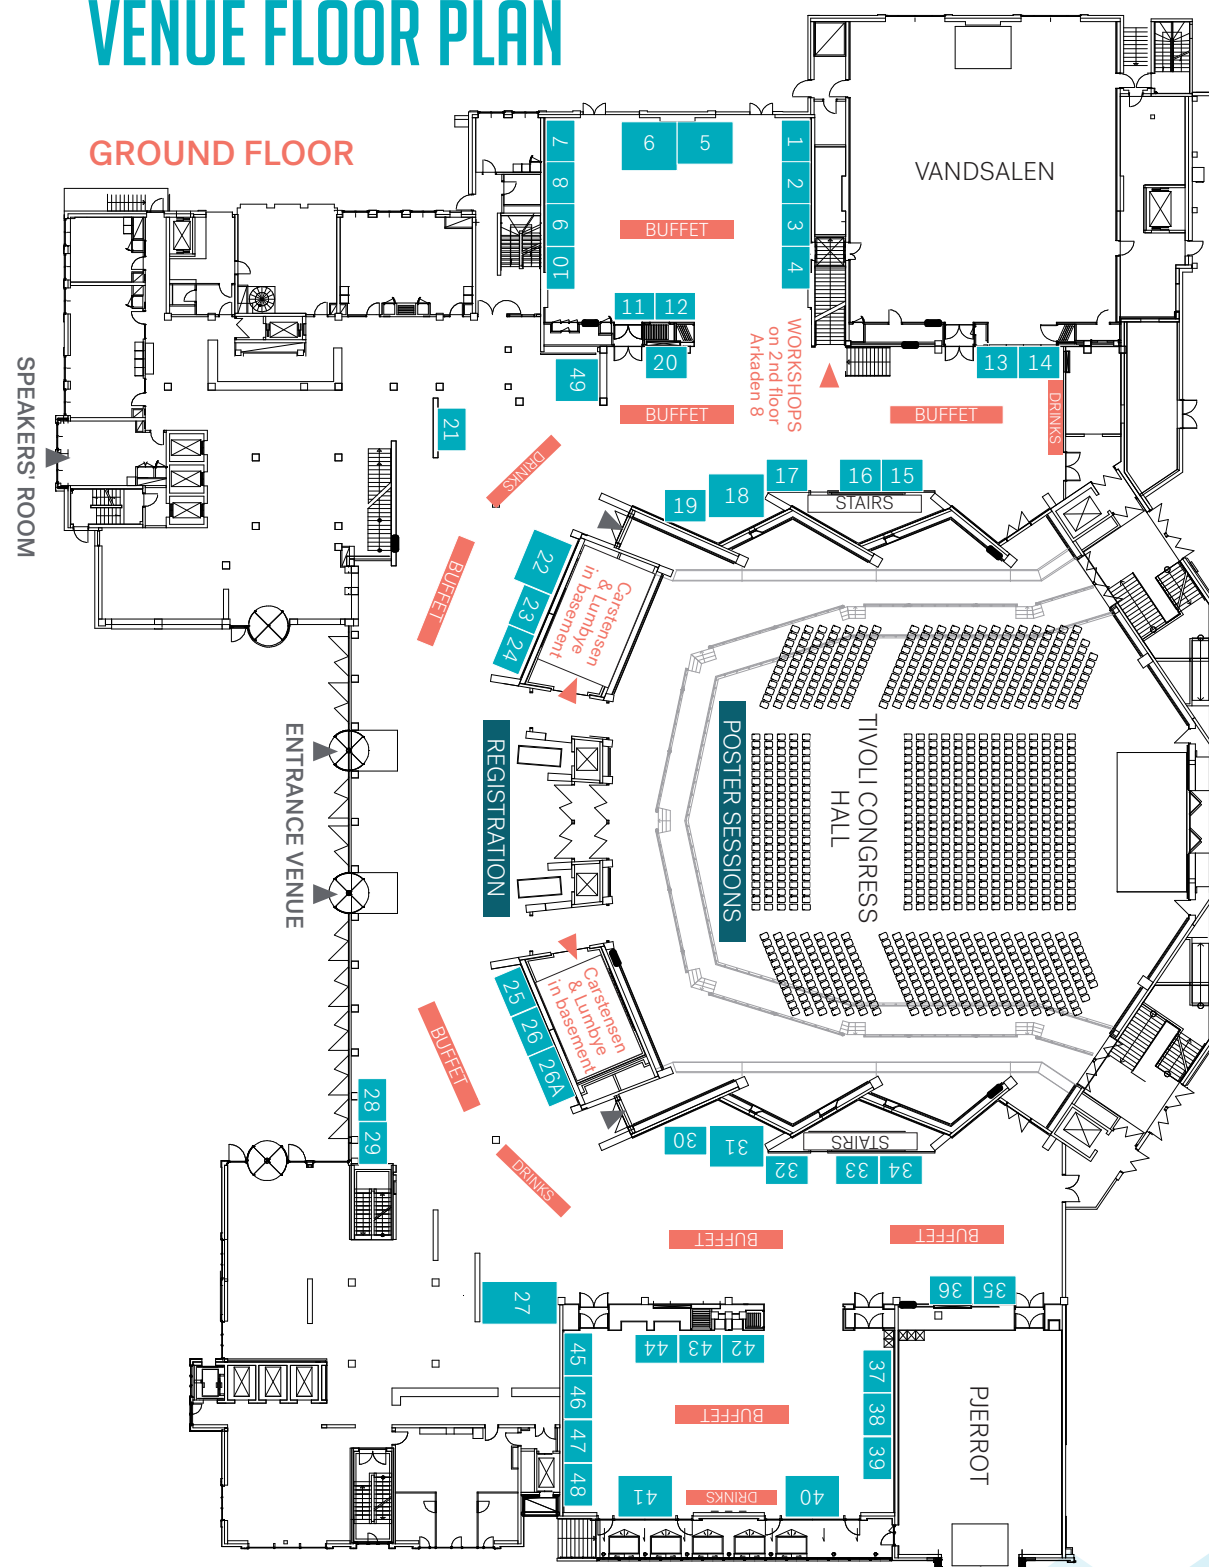 VENUE FLOOR PLAN
GROUND FLOOR
VANDSALEN
7
8
9
10
6
5
1
2
3
4
BUFFET
11
12
20
49
21
BUFFET
WORKSHOPS
on 2nd floor
Arkaden 8
13
14
BUFFET
DRINKS
SPEAKERS' ROOM
DRINKS
19
18
17
16
15
STAIRS
BUFFET
22
23
24
Carstensen
& Lumbye
in basement
ENTRANCE VENUE
REGISTRATION
POSTER SESSIONS
TIVOLI CONGRESS
HALL
25
26
26A
Carstensen
& Lumbye
in basement
BUFFET
28
29
DRINKS
30
31
32
33
34
STAIRS
BUFFET
BUFFET
27
36
35
44
43
42
45
46
47
48
37
38
39
BUFFET
PJERROT
41
DRINKS
40